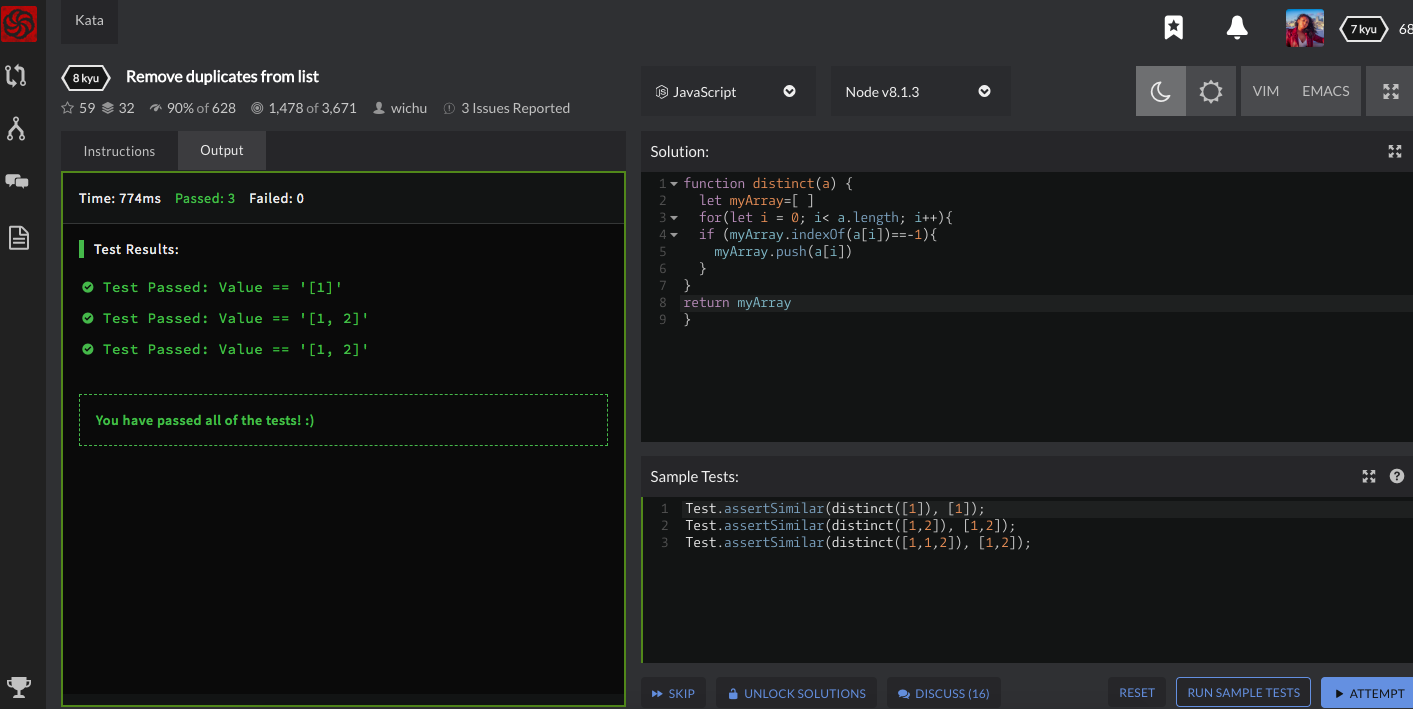 Kata
7 kyu
68
8 kyu
Remove duplicates from list
59 32 90% of 628 1,478 of 3,671 wichu 3 Issues Reported
JavaScript
Node v8.1.3
VIM
EMACS
Instructions
Output
Time: 774ms Passed: 3 Failed: 0
Test Results:
Test Passed: Value == '[1]'
Test Passed: Value == '[1, 2]'
Test Passed: Value == '[1, 2]'
You have passed all of the tests! :)
Solution:
1 function distinct(a) {
2   let myArray=[ ]
3   for(let i = 0; i< a.length; i++){
4   if (myArray.indexOf(a[i])==-1){
5     myArray.push(a[i])
6   }
7 }
8 return myArray
9 }
Sample Tests:
1 Test.assertSimilar(distinct([1]), [1]);
2 Test.assertSimilar(distinct([1,2]), [1,2]);
3 Test.assertSimilar(distinct([1,1,2]), [1,2]);
SKIP
UNLOCK SOLUTIONS
DISCUSS (16)
RESET
RUN SAMPLE TESTS
ATTEMPT